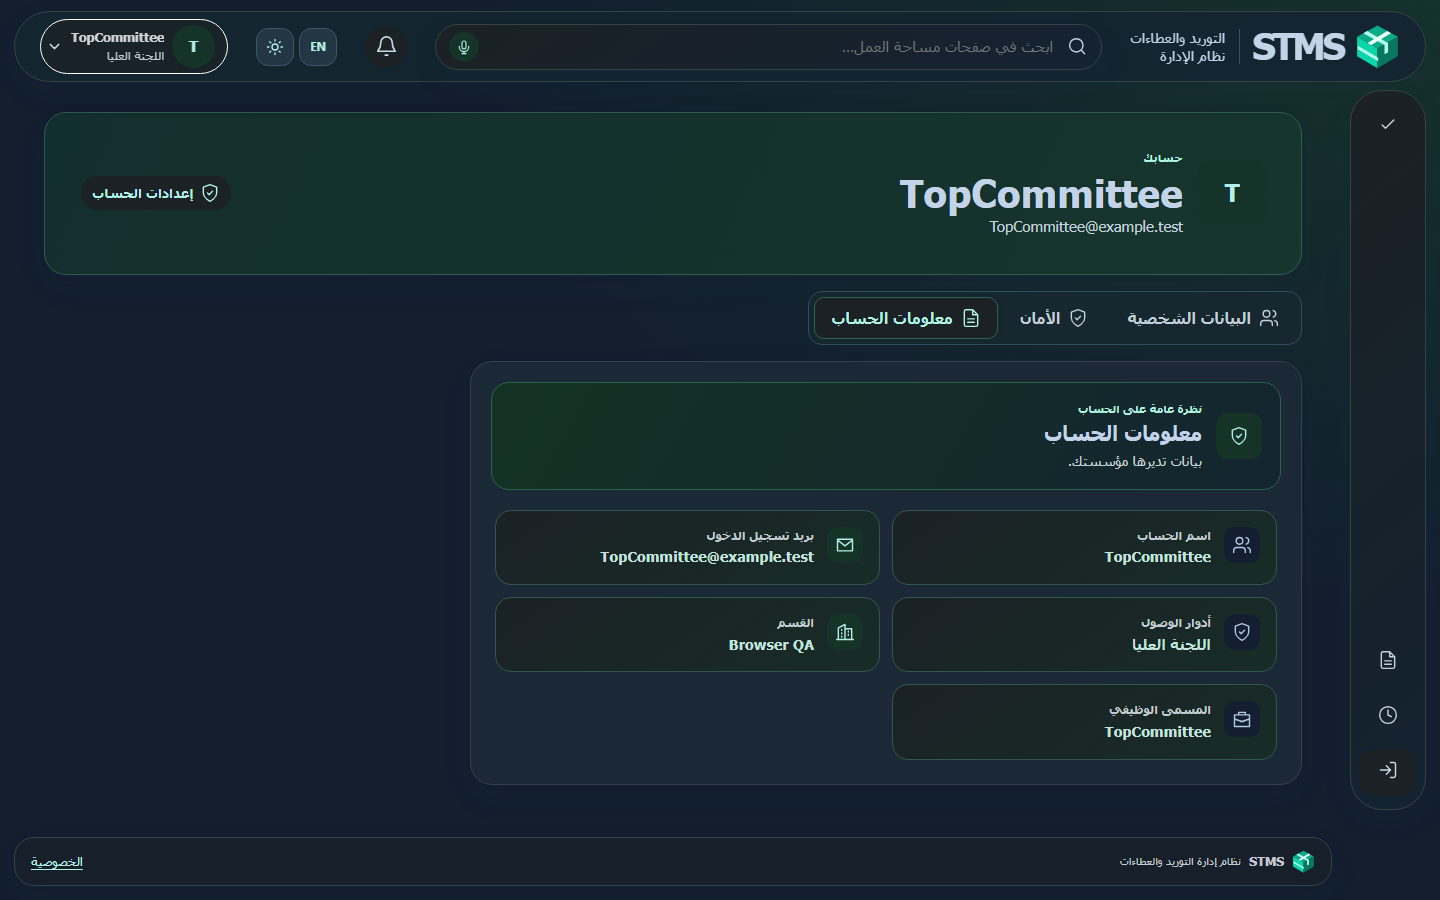 STMS
التوريد والعطاءات
نظام الإدارة
ابحث في صفحات مساحة العمل...
EN
T
TopCommittee
اللجنة العليا
حسابك
T
TopCommittee
TopCommittee@example.test
إعدادات الحساب
البيانات الشخصية
الأمان
معلومات الحساب
نظرة عامة على الحساب
معلومات الحساب
بيانات تديرها مؤسستك.
اسم الحساب
TopCommittee
بريد تسجيل الدخول
TopCommittee@example.test
أدوار الوصول
اللجنة العليا
القسم
Browser QA
المسمى الوظيفي
TopCommittee
STMS
نظام إدارة التوريد والعطاءات
الخصوصية